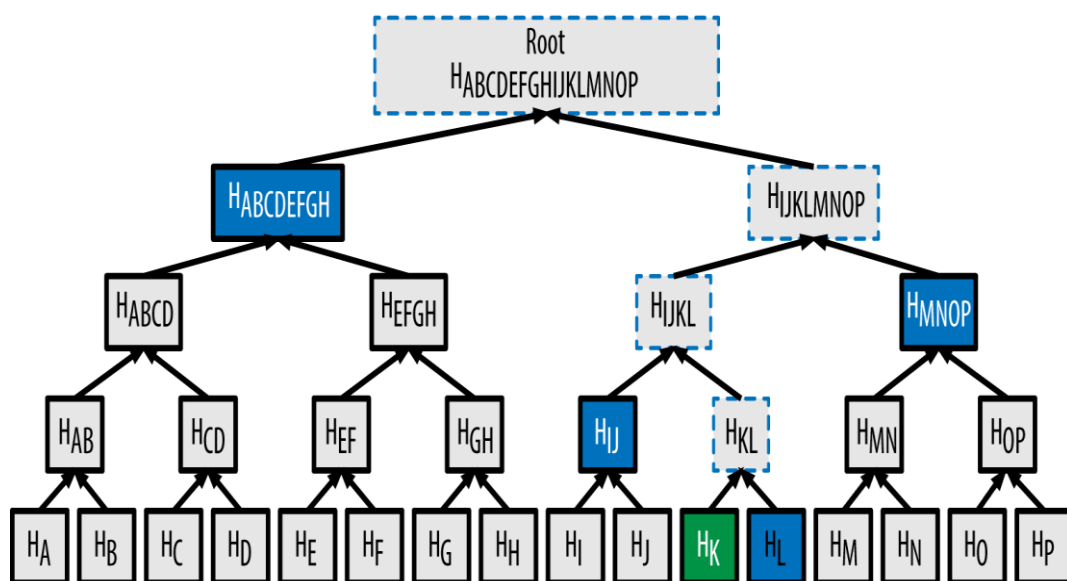 Root
HABCDEFGHIJKLMNOP
HABCDEFGH
HIJKLMNOP
HABCD
HEFGH
HIJKL
HMNOP
HAB
HCD
HEF
HGH
HIJ
HKL
HMN
HOP
HA
HB
HC
HD
HE
HF
HG
HH
HI
HJ
HK
HL
HM
HN
HO
HP